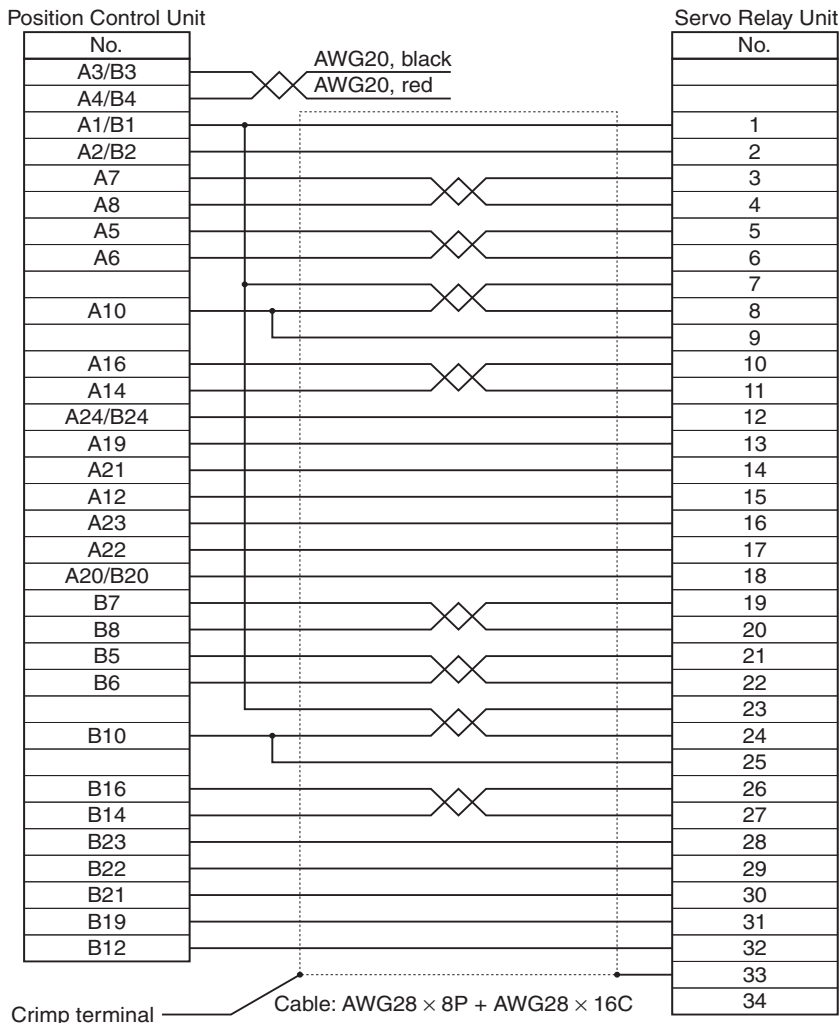 Position Control Unit Servo Relay Unit
No. No.
A3/B3 AWG20, black
A4/B4 AWG20, red
A1/B1 1
A2/B2 2
A7 3
A8 4
A5 5
A6 6
7
A10 8
9
A16 10
A14 11
A24/B24 12
A19 13
A21 14
A12 15
A23 16
A22 17
A20/B20 18
B7 19
B8 20
B5 21
B6 22
23
B10 24
25
B16 26
B14 27
B23 28
B22 29
B21 30
B19 31
B12 32
33
Crimp terminal Cable: AWG28 × 8P + AWG28 × 16C 34